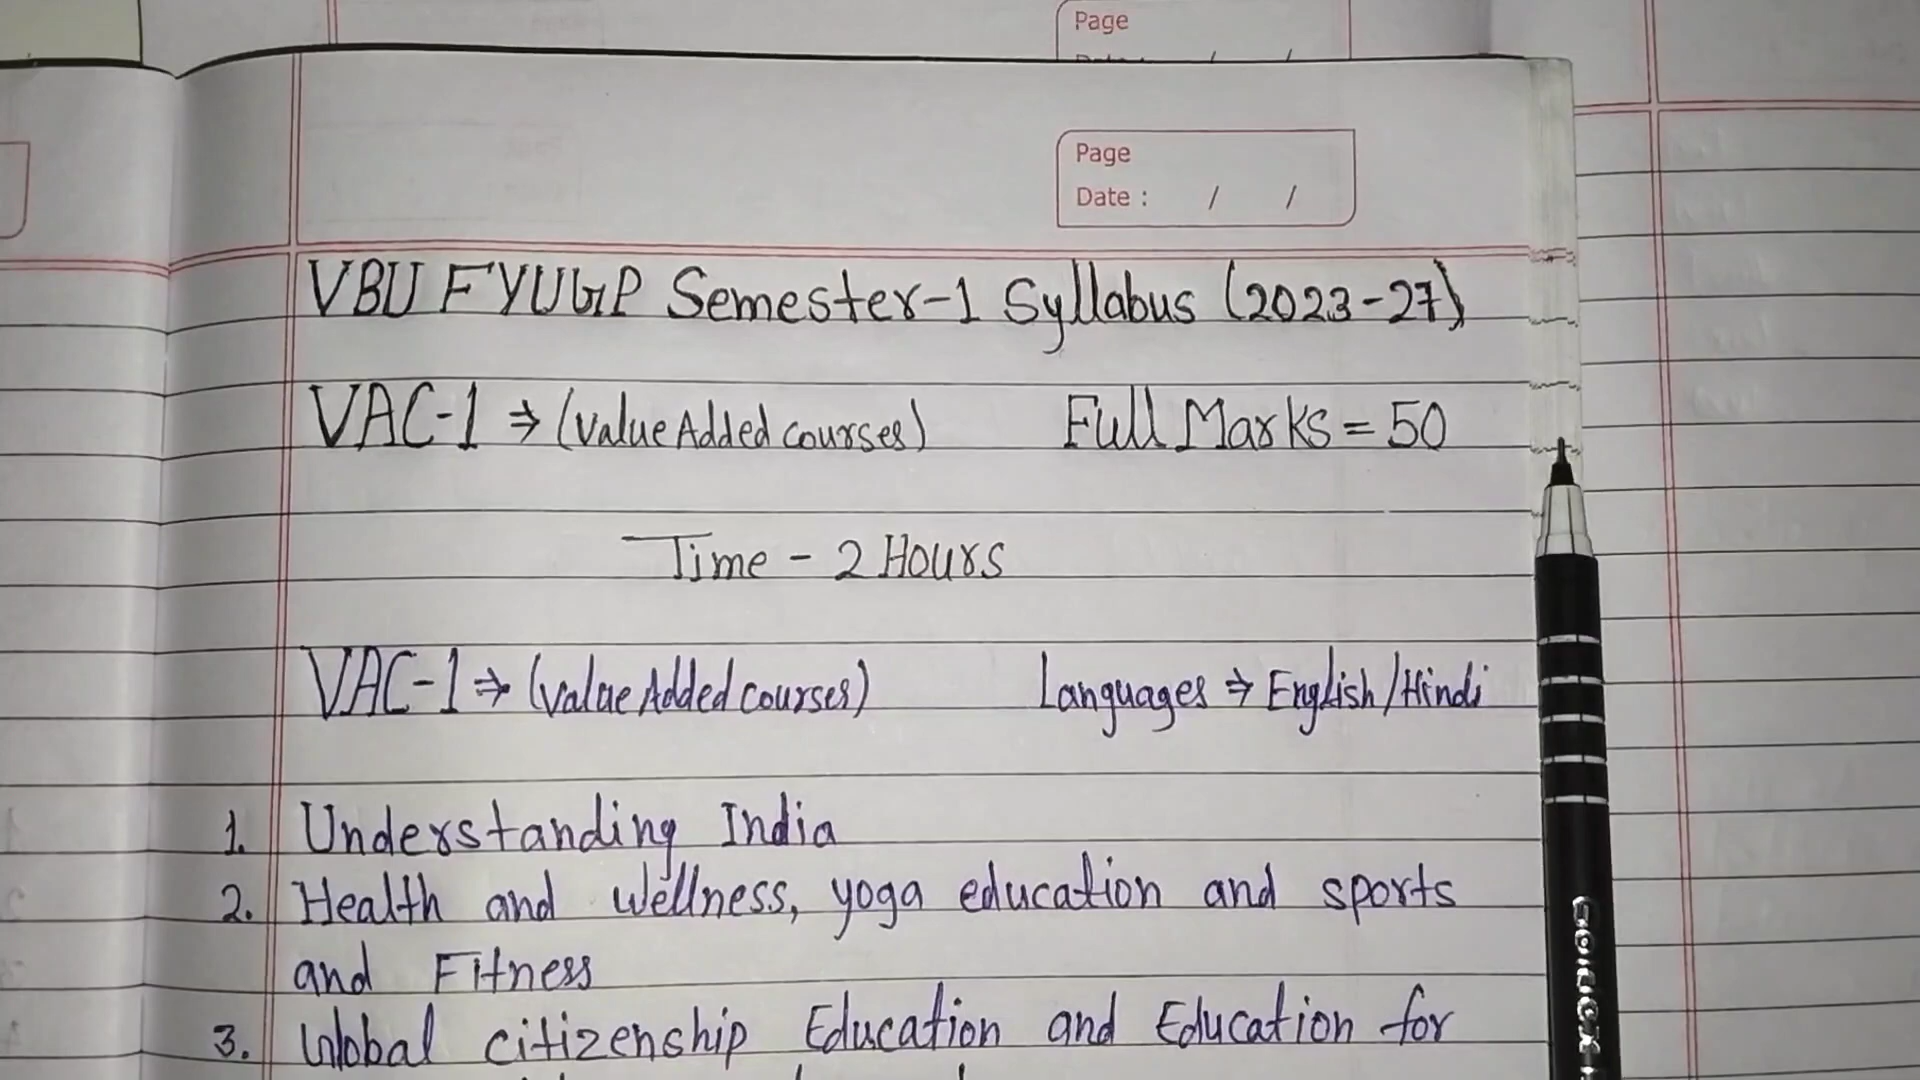 Page
Page
Date : / /
VBU FYUGP Semester-1 Syllabus (2023-27)
VAC-1 ⇒ (Value Added courses) Full Marks = 50
Time - 2 Hours
VAC-1 ⇒ (Value Added courses) Languages ⇒ English/Hindi
1. Understanding India
2. Health and wellness, yoga education and sports
and Fitness
3. Global citizenship Education and Education for